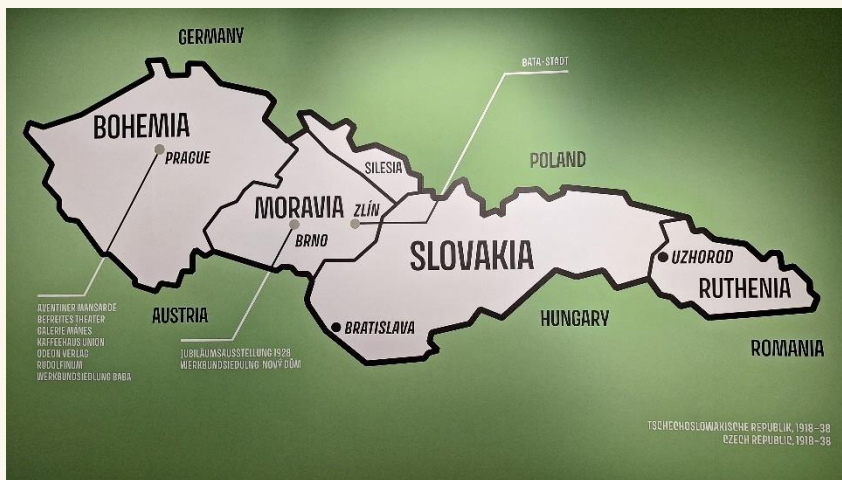 GERMANY
BATA-STADT
BOHEMIA
PRAGUE
SILESIA
POLAND
MORAVIA
ZLÍN
BRNO
SLOVAKIA
UZHOROD
RUTHENIA
AVENTINER MANSARDE
BEFREITES THEATER
GALERIE MÁNES
KAFFEEHAUS UNION
ODEON VERLAG
RUDOLFINUM
WERKBUNDSIEDLUNG BABA
AUSTRIA
BRATISLAVA
HUNGARY
ROMANIA
JUBILÄUMSAUSSTELLUNG 1928
WERKBUNDSIEDULNG NOVÝ DŮM
TSCHECHOSLOWAKISCHE REPUBLIK, 1918–38
CZECH REPUBLIC, 1918–38